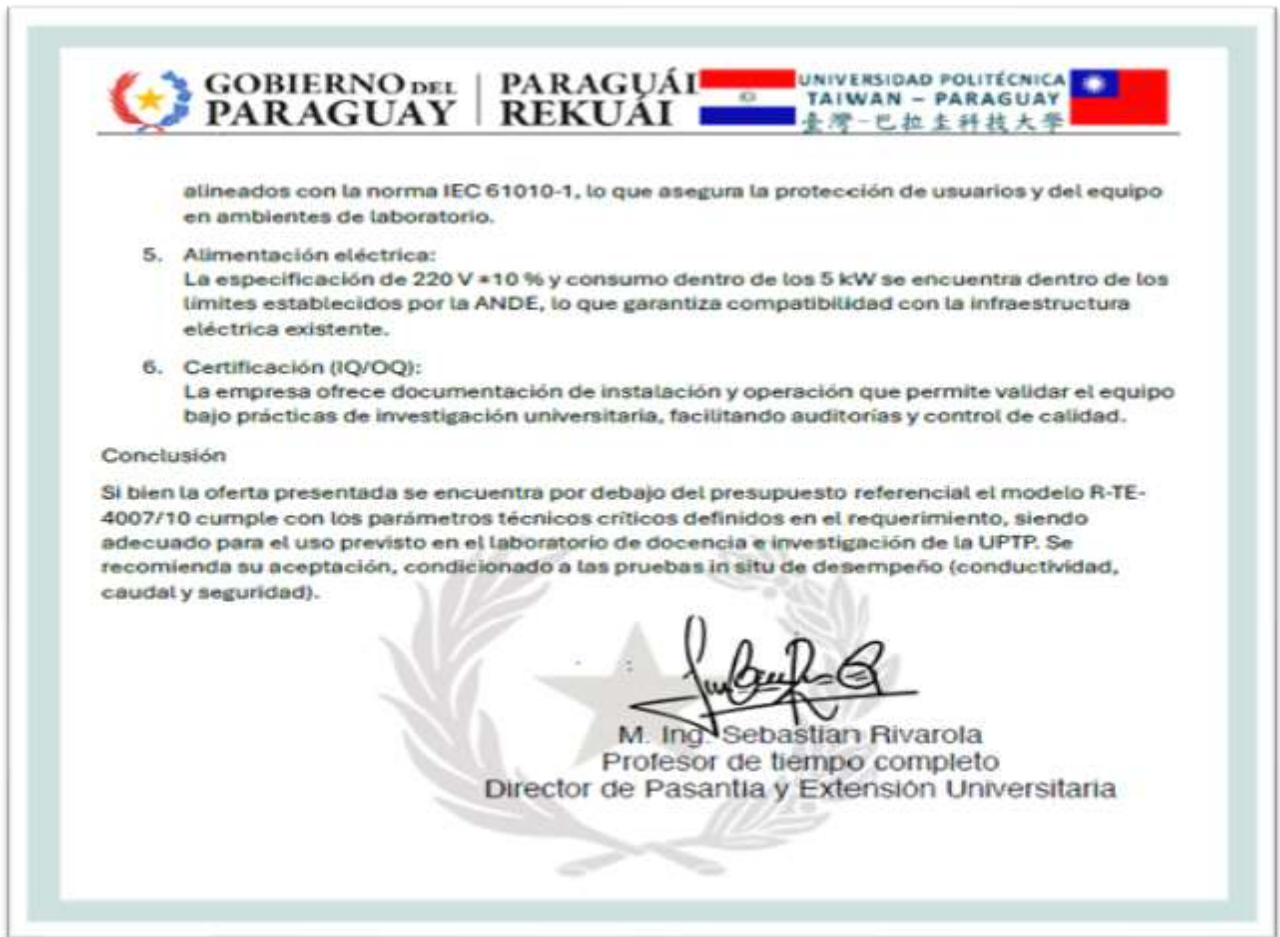 GOBIERNO DEL PARAGUAY | PARAGUÁI REKUÁI
UNIVERSIDAD POLITÉCNICA
TAIWAN – PARAGUAY
臺灣-巴拉圭科技大學
alineados con la norma IEC 61010-1, lo que asegura la protección de usuarios y del equipo
en ambientes de laboratorio.
5. Alimentación eléctrica:
La especificación de 220 V ±10 % y consumo dentro de los 5 kW se encuentra dentro de los
límites establecidos por la ANDE, lo que garantiza compatibilidad con la infraestructura
eléctrica existente.
6. Certificación (IQ/OQ):
La empresa ofrece documentación de instalación y operación que permite validar el equipo
bajo prácticas de investigación universitaria, facilitando auditorías y control de calidad.
Conclusión
Si bien la oferta presentada se encuentra por debajo del presupuesto referencial el modelo R-TE-
4007/10 cumple con los parámetros técnicos críticos definidos en el requerimiento, siendo
adecuado para el uso previsto en el laboratorio de docencia e investigación de la UPTP. Se
recomienda su aceptación, condicionado a las pruebas in situ de desempeño (conductividad,
caudal y seguridad).
M. Ing. Sebastian Rivarola
Profesor de tiempo completo
Director de Pasantia y Extensión Universitaria